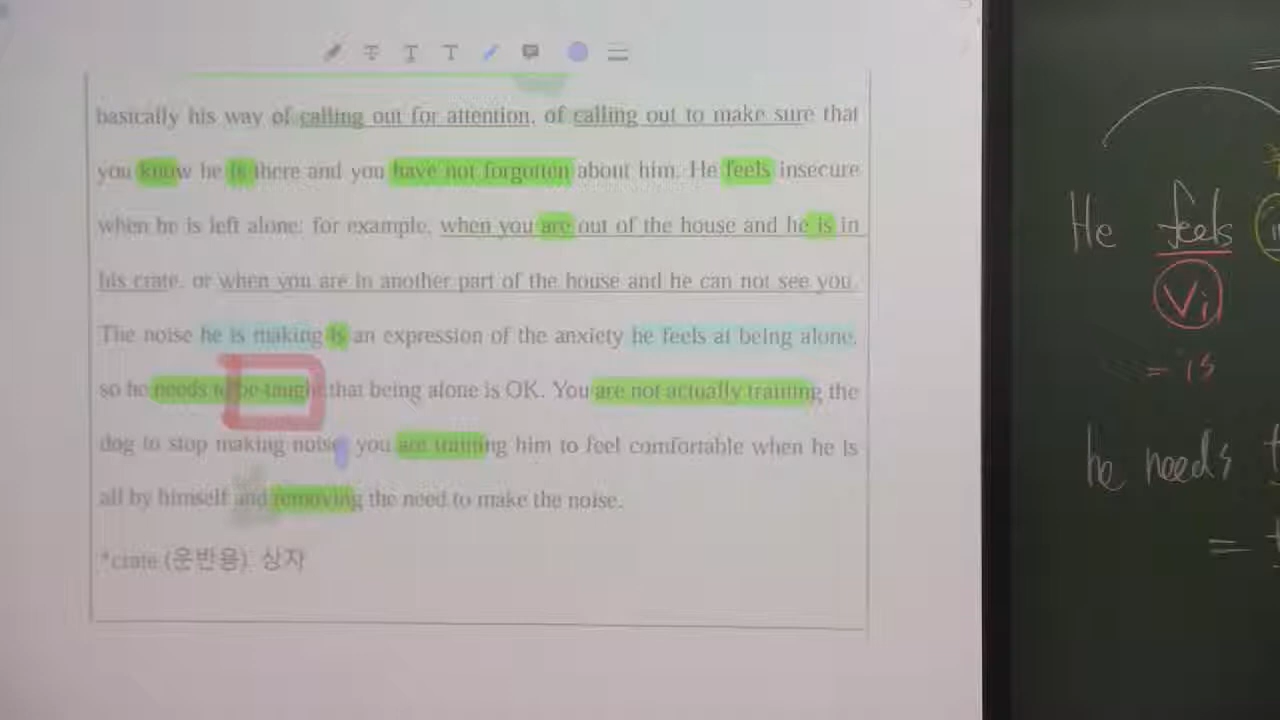 basically his way of calling out for attention, of calling out to make sure that
you know he is there and you have not forgotten about him. He feels insecure
when he is left alone; for example, when you are out of the house and he is in
his crate, or when you are in another part of the house and he can not see you.
The noise he is making is an expression of the anxiety he feels at being alone,
so he needs to be taught that being alone is OK. You are not actually training the
dog to stop making noise, you are training him to feel comfortable when he is
all by himself and removing the need to make the noise.
*crate (운반용) 상자
He feels
Vi
= is
he needs
=